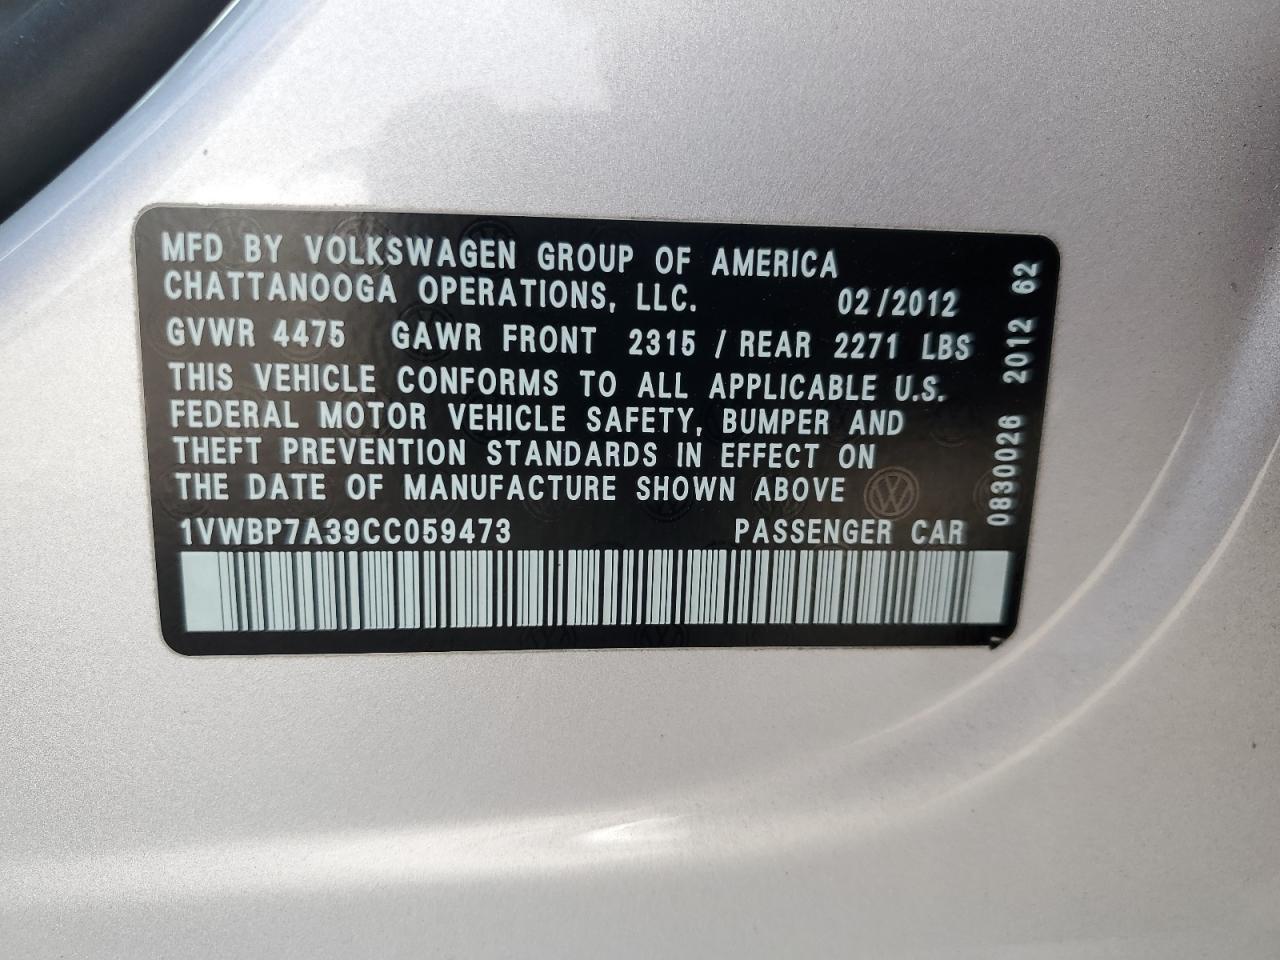 MFD BY VOLKSWAGEN GROUP OF AMERICA
CHATTANOOGA OPERATIONS, LLC. 02/2012
GVWR 4475 GAWR FRONT 2315 / REAR 2271 LBS
THIS VEHICLE CONFORMS TO ALL APPLICABLE U.S.
FEDERAL MOTOR VEHICLE SAFETY, BUMPER AND
THEFT PREVENTION STANDARDS IN EFFECT ON
THE DATE OF MANUFACTURE SHOWN ABOVE
1VWBP7A39CC059473 PASSENGER CAR
0830026 2012 62